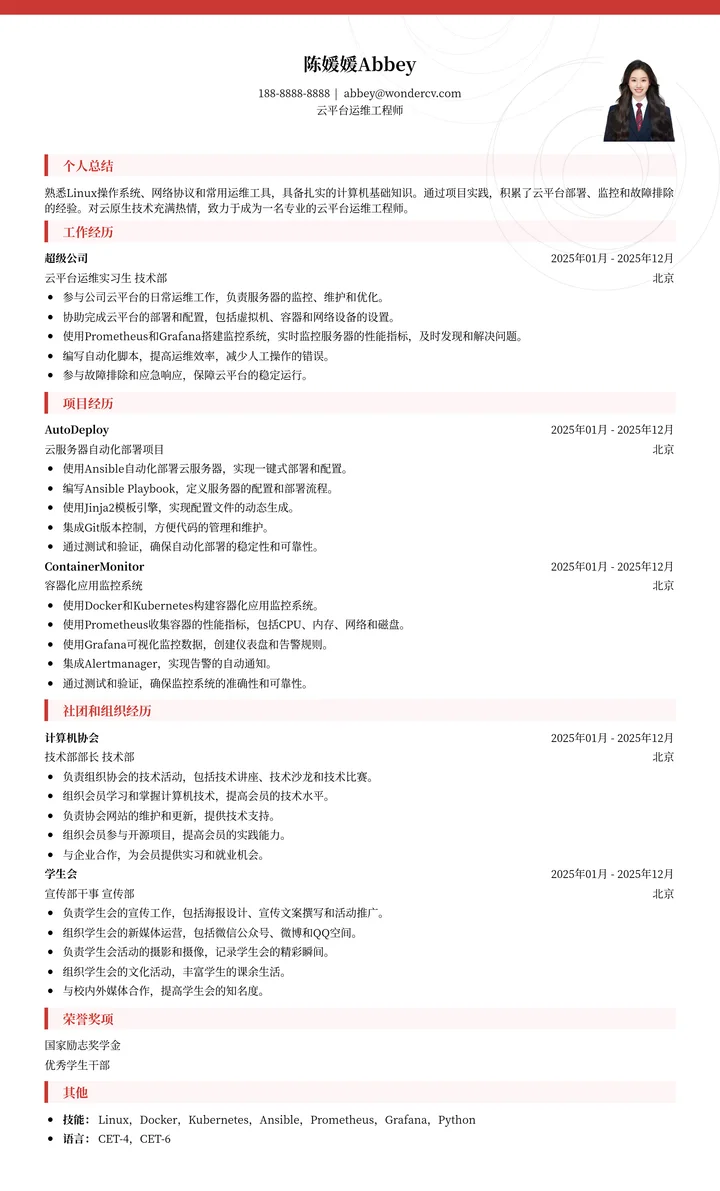 陈媛媛Abbey
188-8888-8888 | abbey@wondercv.com
云平台运维工程师
个人总结
熟悉Linux操作系统、网络协议和常用运维工具，具备扎实的计算机基础知识。通过项目实践，积累了云平台部署、监控和故障排除
的经验。对云原生技术充满热情，致力于成为一名专业的云平台运维工程师。
工作经历
超级公司 2025年01月 - 2025年12月
云平台运维实习生 技术部 北京
• 参与公司云平台的日常运维工作，负责服务器的监控、维护和优化。
• 协助完成云平台的部署和配置，包括虚拟机、容器和网络设备的设置。
• 使用Prometheus和Grafana搭建监控系统，实时监控服务器的性能指标，及时发现和解决问题。
• 编写自动化脚本，提高运维效率，减少人工操作的错误。
• 参与故障排除和应急响应，保障云平台的稳定运行。
项目经历
AutoDeploy 2025年01月 - 2025年12月
云服务器自动化部署项目 北京
• 使用Ansible自动化部署云服务器，实现一键式部署和配置。
• 编写Ansible Playbook，定义服务器的配置和部署流程。
• 使用Jinja2模板引擎，实现配置文件的动态生成。
• 集成Git版本控制，方便代码的管理和维护。
• 通过测试和验证，确保自动化部署的稳定性和可靠性。
ContainerMonitor 2025年01月 - 2025年12月
容器化应用监控系统 北京
• 使用Docker和Kubernetes构建容器化应用监控系统。
• 使用Prometheus收集容器的性能指标，包括CPU、内存、网络和磁盘。
• 使用Grafana可视化监控数据，创建仪表盘和告警规则。
• 集成Alertmanager，实现告警的自动通知。
• 通过测试和验证，确保监控系统的准确性和可靠性。
社团和组织经历
计算机协会 2025年01月 - 2025年12月
技术部部长 技术部 北京
• 负责组织协会的技术活动，包括技术讲座、技术沙龙和技术比赛。
• 组织会员学习和掌握计算机技术，提高会员的技术水平。
• 负责协会网站的维护和更新，提供技术支持。
• 组织会员参与开源项目，提高会员的实践能力。
• 与企业合作，为会员提供实习和就业机会。
学生会 2025年01月 - 2025年12月
宣传部干事 宣传部 北京
• 负责学生会的宣传工作，包括海报设计、宣传文案撰写和活动推广。
• 组织学生会的新媒体运营，包括微信公众号、微博和QQ空间。
• 负责学生会活动的摄影和摄像，记录学生会的精彩瞬间。
• 组织学生会的文化活动，丰富学生的课余生活。
• 与校内外媒体合作，提高学生会的知名度。
荣誉奖项
国家励志奖学金
优秀学生干部
其他
• 技能： Linux，Docker，Kubernetes，Ansible，Prometheus，Grafana，Python
• 语言： CET-4，CET-6